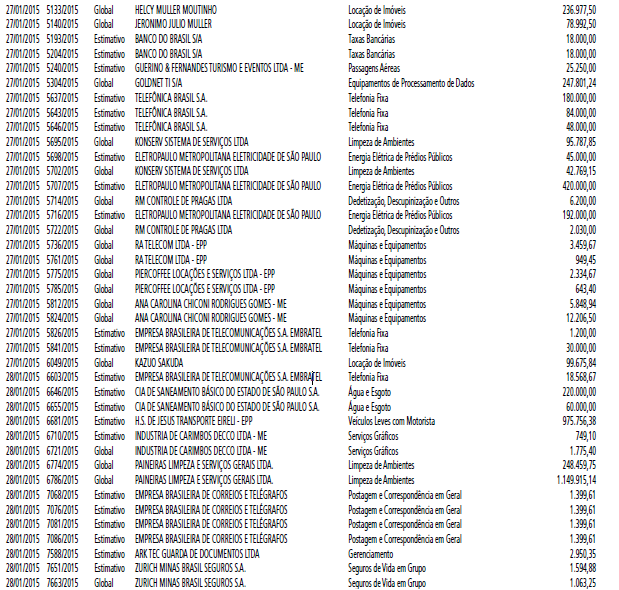 27/01/2015 5133/2015 Global HELCY MULLER MOUTINHO Locação de Imóveis 236.977,50
27/01/2015 5140/2015 Global JERONIMO JULIO MULLER Locação de Imóveis 78.992,50
27/01/2015 5193/2015 Estimativo BANCO DO BRASIL S/A Taxas Bancárias 18.000,00
27/01/2015 5204/2015 Estimativo BANCO DO BRASIL S/A Taxas Bancárias 18.000,00
27/01/2015 5240/2015 Estimativo GUERINO & FERNANDES TURISMO E EVENTOS LTDA - ME Passagens Aéreas 25.250,00
27/01/2015 5304/2015 Global GOLDNET TI S/A Equipamentos de Processamento de Dados 247.801,24
27/01/2015 5637/2015 Estimativo TELEFÔNICA BRASIL S.A. Telefonia Fixa 180.000,00
27/01/2015 5643/2015 Estimativo TELEFÔNICA BRASIL S.A. Telefonia Fixa 84.000,00
27/01/2015 5646/2015 Estimativo TELEFÔNICA BRASIL S.A. Telefonia Fixa 48.000,00
27/01/2015 5695/2015 Global KONSERV SISTEMA DE SERVIÇOS LTDA Limpeza de Ambientes 95.787,85
27/01/2015 5698/2015 Estimativo ELETROPAULO METROPOLITANA ELETRICIDADE DE SÃO PAULO Energia Elétrica de Prédios Públicos 45.000,00
27/01/2015 5702/2015 Global KONSERV SISTEMA DE SERVIÇOS LTDA Limpeza de Ambientes 42.769,15
27/01/2015 5707/2015 Estimativo ELETROPAULO METROPOLITANA ELETRICIDADE DE SÃO PAULO Energia Elétrica de Prédios Públicos 420.000,00
27/01/2015 5714/2015 Global RM CONTROLE DE PRAGAS LTDA Dedetização, Descupinização e Outros 6.200,00
27/01/2015 5716/2015 Estimativo ELETROPAULO METROPOLITANA ELETRICIDADE DE SÃO PAULO Energia Elétrica de Prédios Públicos 192.000,00
27/01/2015 5722/2015 Global RM CONTROLE DE PRAGAS LTDA Dedetização, Descupinização e Outros 2.030,00
27/01/2015 5736/2015 Global RA TELECOM LTDA - EPP Máquinas e Equipamentos 3.459,67
27/01/2015 5761/2015 Global RA TELECOM LTDA - EPP Máquinas e Equipamentos 949,45
27/01/2015 5775/2015 Global PIERCOFFEE LOCAÇÕES E SERVIÇOS LTDA - EPP Máquinas e Equipamentos 2.334,67
27/01/2015 5785/2015 Global PIERCOFFEE LOCAÇÕES E SERVIÇOS LTDA - EPP Máquinas e Equipamentos 643,40
27/01/2015 5812/2015 Global ANA CAROLINA CHICONI RODRIGUES GOMES - ME Máquinas e Equipamentos 5.848,94
27/01/2015 5824/2015 Global ANA CAROLINA CHICONI RODRIGUES GOMES - ME Máquinas e Equipamentos 12.206,50
27/01/2015 5826/2015 Estimativo EMPRESA BRASILEIRA DE TELECOMUNICAÇÕES S.A. EMBRATEL Telefonia Fixa 1.200,00
27/01/2015 5841/2015 Estimativo EMPRESA BRASILEIRA DE TELECOMUNICAÇÕES S.A. EMBRATEL Telefonia Fixa 30.000,00
27/01/2015 6049/2015 Global KAZUO SAKUDA Locação de Imóveis 99.675,84
28/01/2015 6603/2015 Estimativo EMPRESA BRASILEIRA DE TELECOMUNICAÇÕES S.A. EMBRATEL Telefonia Fixa 18.568,67
28/01/2015 6646/2015 Estimativo CIA DE SANEAMENTO BÁSICO DO ESTADO DE SÃO PAULO S.A. Água e Esgoto 220.000,00
28/01/2015 6655/2015 Estimativo CIA DE SANEAMENTO BÁSICO DO ESTADO DE SÃO PAULO S.A. Água e Esgoto 60.000,00
28/01/2015 6681/2015 Estimativo H.S. DE JESUS TRANSPORTE EIRELI - EPP Veículos Leves com Motorista 975.756,38
28/01/2015 6710/2015 Estimativo INDUSTRIA DE CARIMBOS DECCO LTDA - ME Serviços Gráficos 749,10
28/01/2015 6721/2015 Global INDUSTRIA DE CARIMBOS DECCO LTDA - ME Serviços Gráficos 1.775,40
28/01/2015 6774/2015 Global PAINEIRAS LIMPEZA E SERVIÇOS GERAIS LTDA. Limpeza de Ambientes 248.459,75
28/01/2015 6786/2015 Global PAINEIRAS LIMPEZA E SERVIÇOS GERAIS LTDA. Limpeza de Ambientes 1.149.915,14
28/01/2015 7068/2015 Estimativo EMPRESA BRASILEIRA DE CORREIOS E TELÉGRAFOS Postagem e Correspondência em Geral 1.399,61
28/01/2015 7076/2015 Estimativo EMPRESA BRASILEIRA DE CORREIOS E TELÉGRAFOS Postagem e Correspondência em Geral 1.399,61
28/01/2015 7081/2015 Estimativo EMPRESA BRASILEIRA DE CORREIOS E TELÉGRAFOS Postagem e Correspondência em Geral 1.399,61
28/01/2015 7086/2015 Estimativo EMPRESA BRASILEIRA DE CORREIOS E TELÉGRAFOS Postagem e Correspondência em Geral 1.399,61
28/01/2015 7588/2015 Estimativo ARK TEC GUARDA DE DOCUMENTOS LTDA Gerenciamento 2.950,35
28/01/2015 7651/2015 Estimativo ZURICH MINAS BRASIL SEGUROS S.A. Seguros de Vida em Grupo 1.594,88
28/01/2015 7663/2015 Global ZURICH MINAS BRASIL SEGUROS S.A. Seguros de Vida em Grupo 1.063,25